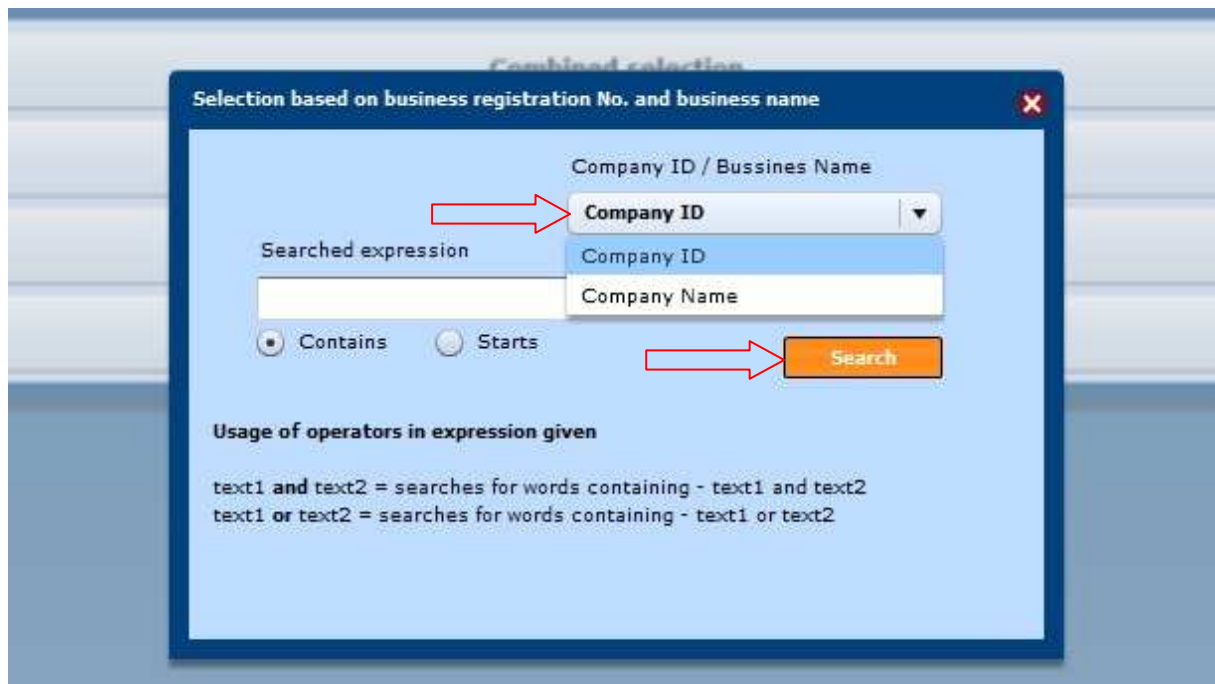 Combined selection
Selection based on business registration No. and business name
Company ID / Bussines Name
Company ID
Searched expression
Company ID
Company Name
Contains
Starts
Search
Usage of operators in expression given
text1 and text2 = searches for words containing - text1 and text2
text1 or text2 = searches for words containing - text1 or text2